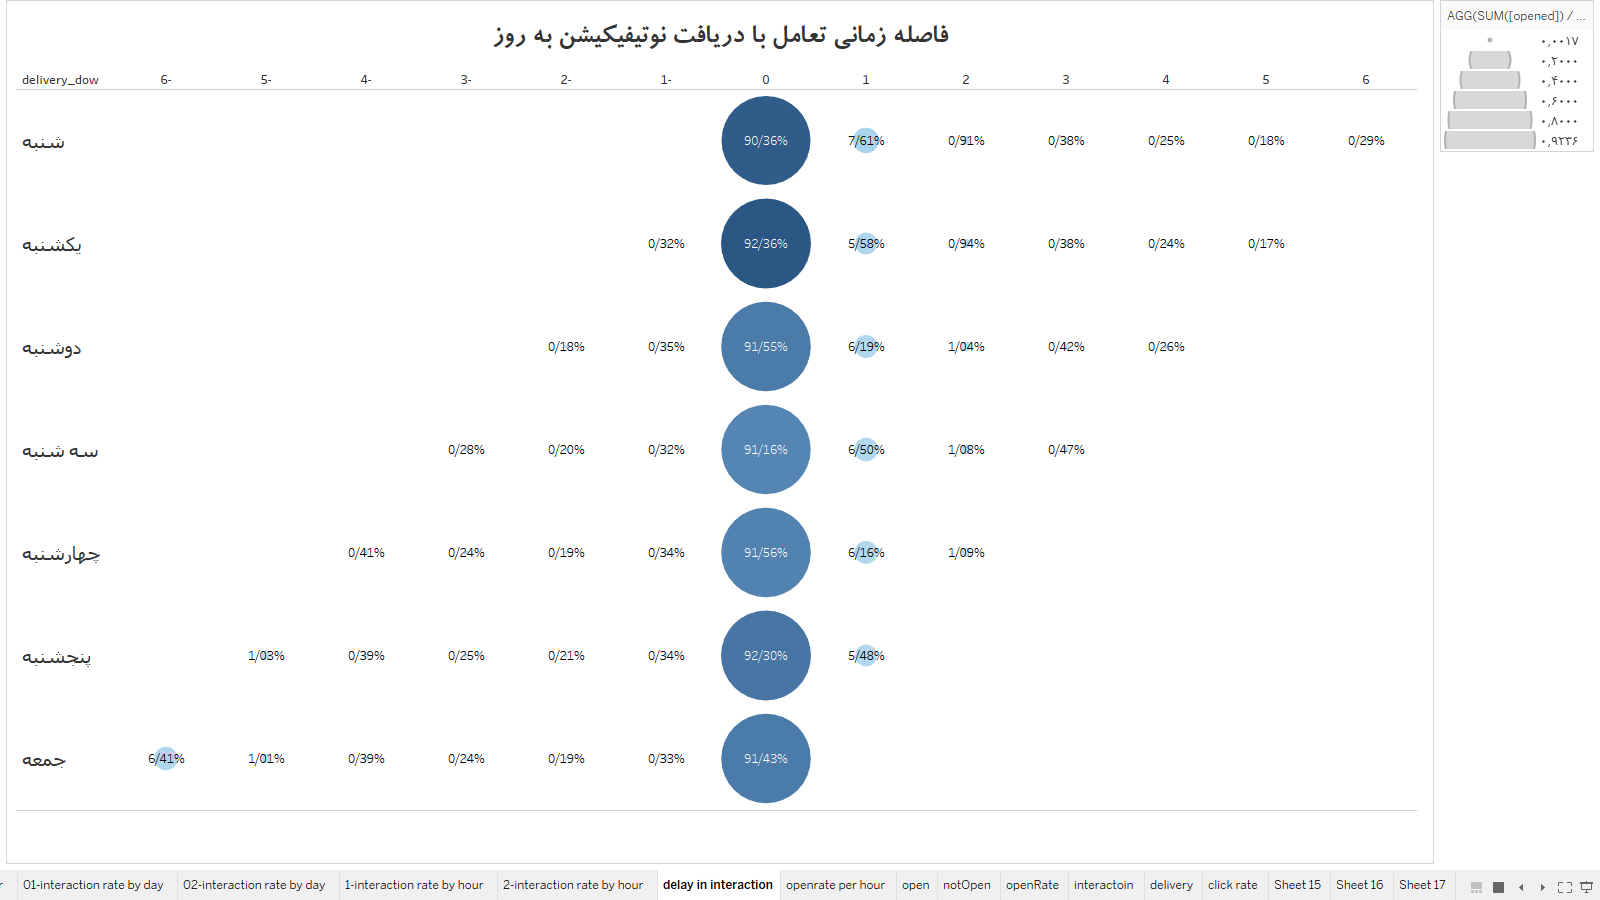 فاصله زمانی تعامل با دریافت نوتیفیکیشن به روز
delivery_dow 6- 5- 4- 3- 2- 1- 0 1 2 3 4 5 6
شنبه 90/36% 7/61% 0/91% 0/38% 0/25% 0/18% 0/29%
یکشنبه 0/32% 92/36% 5/58% 0/94% 0/38% 0/24% 0/17%
دوشنبه 0/18% 0/35% 91/55% 6/19% 1/04% 0/42% 0/26%
سه شنبه 0/28% 0/20% 0/32% 91/16% 6/50% 1/08% 0/47%
چهارشنبه 0/41% 0/24% 0/19% 0/34% 91/56% 6/16% 1/09%
پنجشنبه 1/03% 0/39% 0/25% 0/21% 0/34% 92/30% 5/48%
جمعه 6/41% 1/01% 0/39% 0/24% 0/19% 0/33% 91/43%
AGG(SUM([opened]) / ...
۰,۰۰۱۷
۰,۲۰۰۰
۰,۴۰۰۰
۰,۶۰۰۰
۰,۸۰۰۰
۰,۹۲۳۶
01-interaction rate by day 02-interaction rate by day 1-interaction rate by hour 2-interaction rate by hour delay in interaction openrate per hour open notOpen openRate interactoin delivery click rate Sheet 15 Sheet 16 Sheet 17